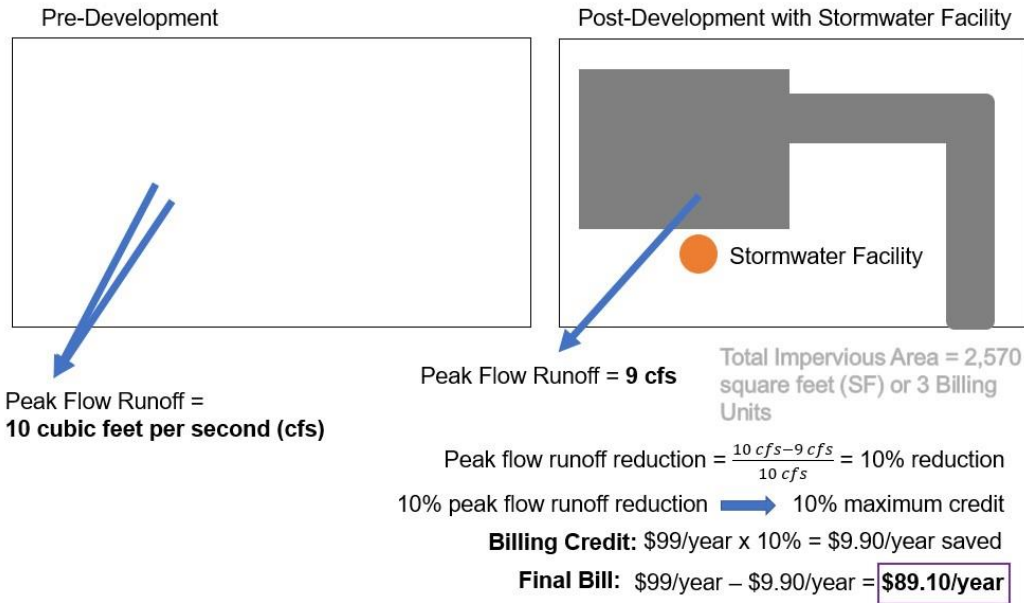 Pre-Development
Post-Development with Stormwater Facility
Stormwater Facility
Peak Flow Runoff =
10 cubic feet per second (cfs)
Peak Flow Runoff = 9 cfs
Total Impervious Area = 2,570
square feet (SF) or 3 Billing
Units
Peak flow runoff reduction = 10 cfs−9 cfs / 10 cfs = 10% reduction
10% peak flow runoff reduction 10% maximum credit
Billing Credit: $99/year x 10% = $9.90/year saved
Final Bill: $99/year – $9.90/year = $89.10/year